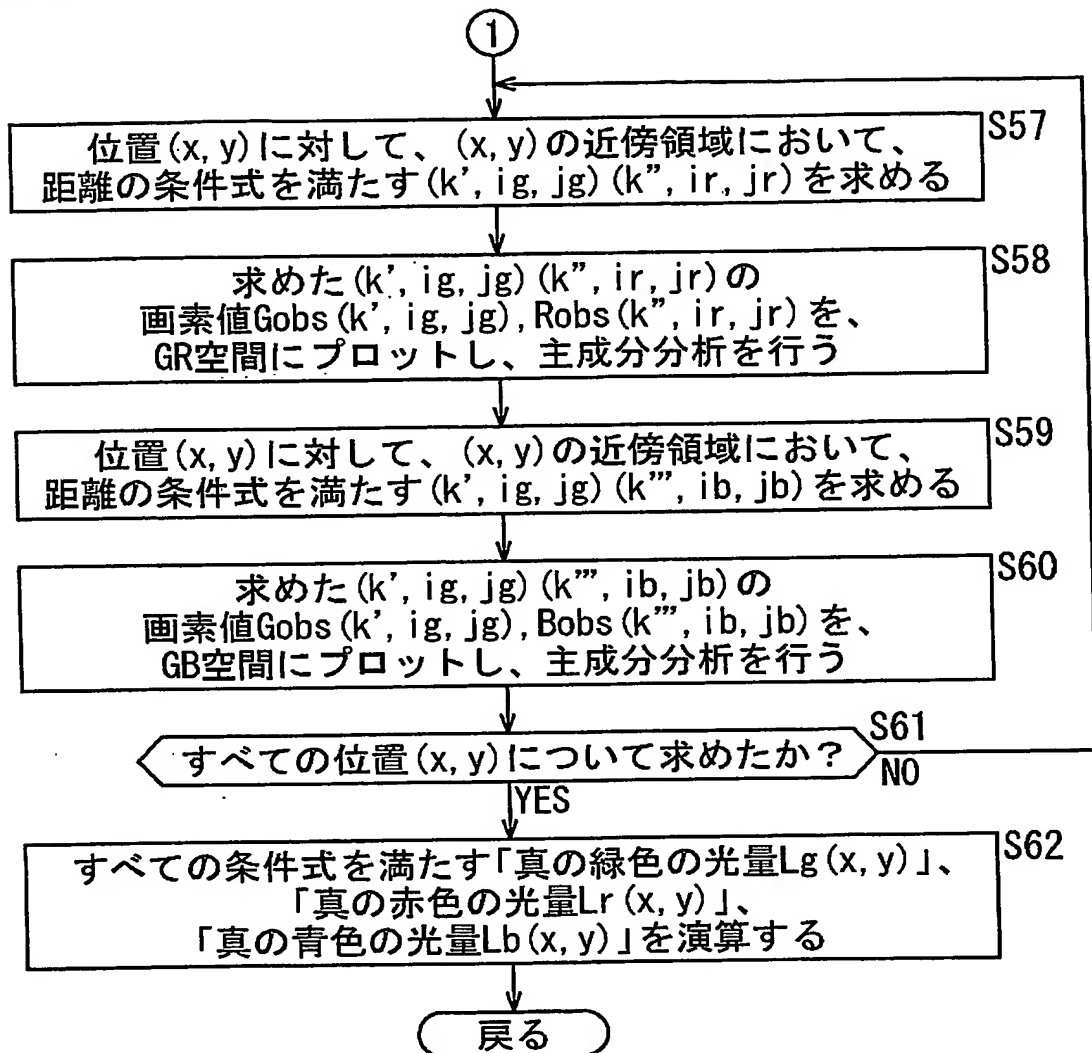 1
位置(x, y)に対して、(x, y)の近傍領域において、
距離の条件式を満たす(k', ig, jg)(k”, ir, jr)を求める
S57
求めた(k', ig, jg)(k”, ir, jr)の
画素値Gobs(k', ig, jg), Robs(k”, ir, jr)を、
GR空間にプロットし、主成分分析を行う
S58
位置(x, y)に対して、(x, y)の近傍領域において、
距離の条件式を満たす(k', ig, jg)(k”', ib, jb)を求める
S59
求めた(k', ig, jg)(k”', ib, jb)の
画素値Gobs(k', ig, jg), Bobs(k”', ib, jb)を、
GB空間にプロットし、主成分分析を行う
S60
すべての位置(x, y)について求めたか?
S61
NO
YES
すべての条件式を満たす「真の緑色の光量Lg(x, y)」、
「真の赤色の光量Lr(x, y)」、
「真の青色の光量Lb(x, y)」を演算する
S62
戻る